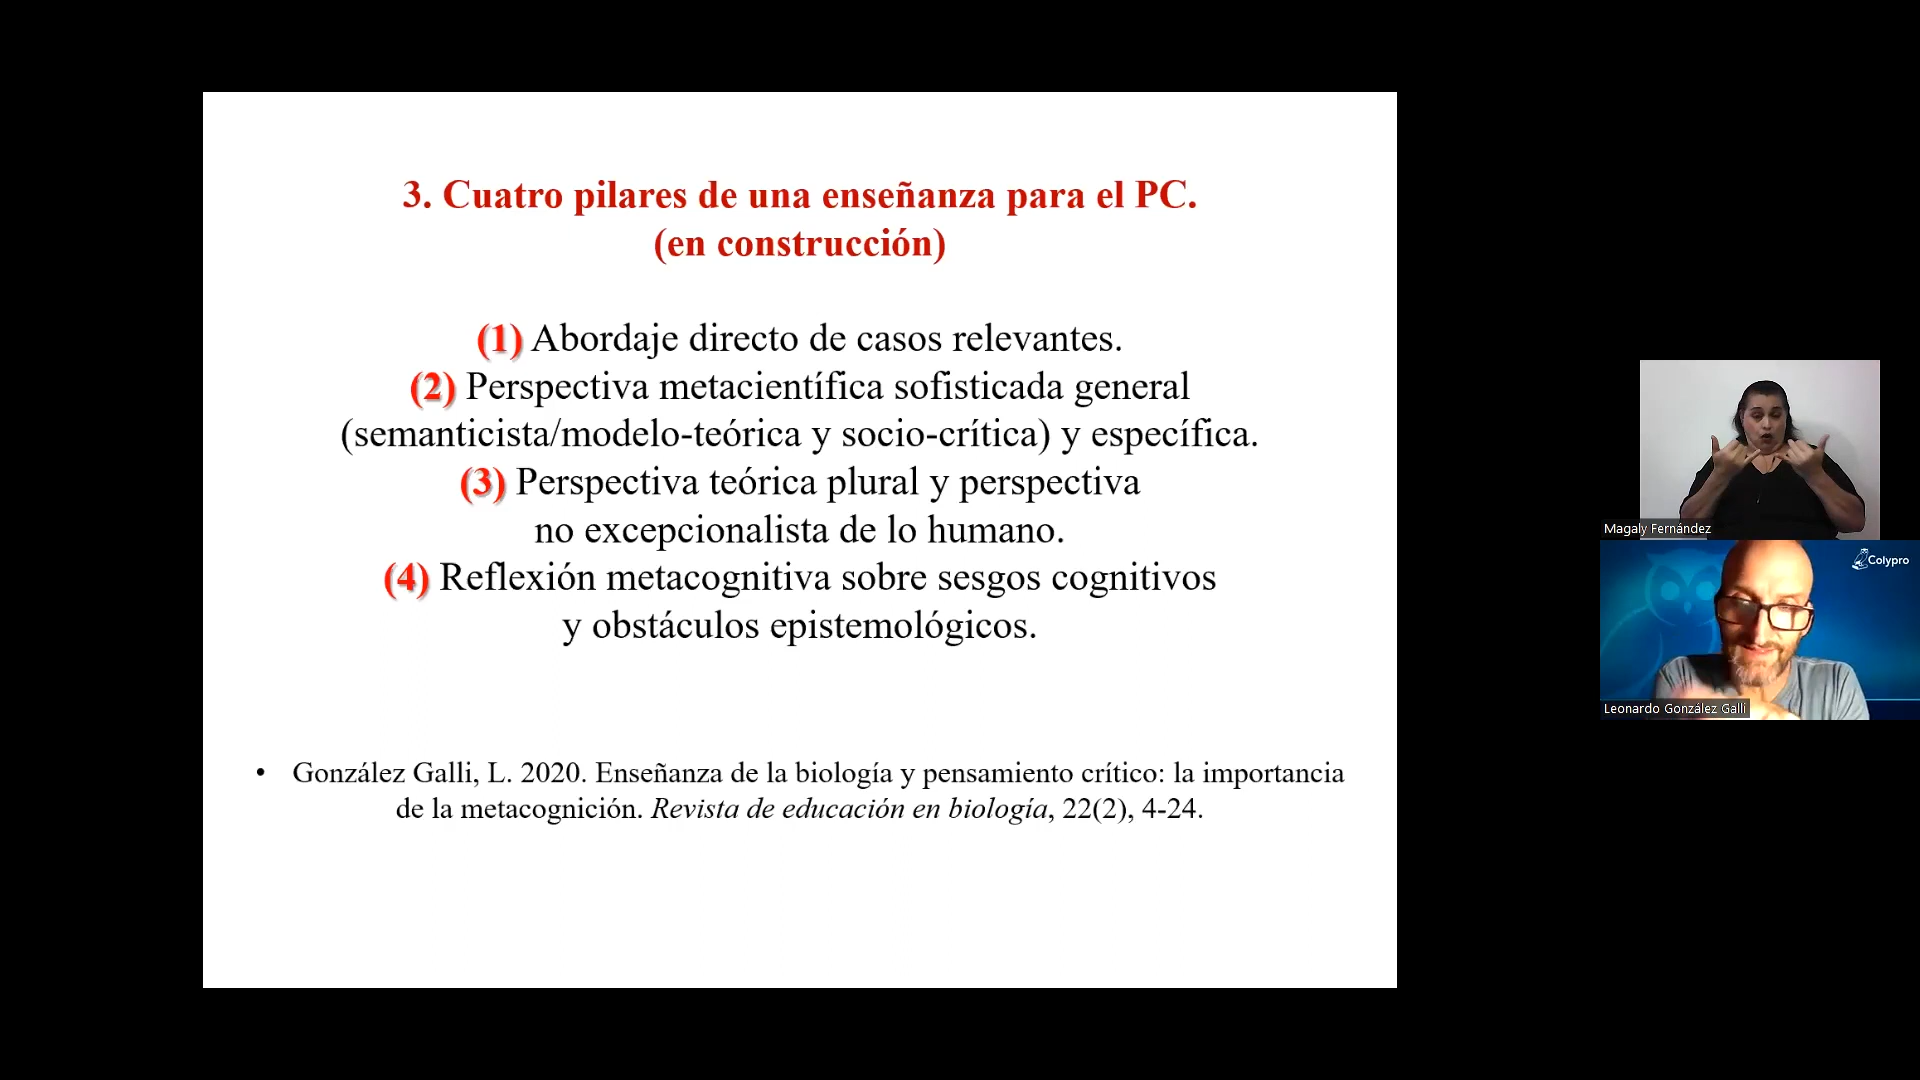 3. Cuatro pilares de una enseñanza para el PC.
(en construcción)
(1) Abordaje directo de casos relevantes.
(2) Perspectiva metacientífica sofisticada general
(semanticista/modelo-teórica y socio-crítica) y específica.
(3) Perspectiva teórica plural y perspectiva
no excepcionalista de lo humano.
(4) Reflexión metacognitiva sobre sesgos cognitivos
y obstáculos epistemológicos.
• González Galli, L. 2020. Enseñanza de la biología y pensamiento crítico: la importancia
de la metacognición. Revista de educación en biología, 22(2), 4-24.
Magaly Fernández
Colypro
Leonardo González Galli